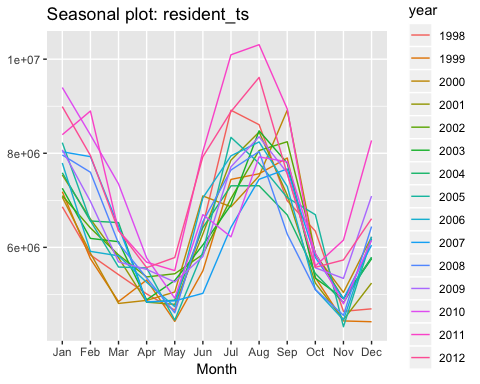 Seasonal plot: resident_ts
year
1998
1999
2000
2001
2002
2003
2004
2005
2006
2007
2008
2009
2010
2011
2012
1e+07
8e+06
6e+06
Jan Feb Mar Apr May Jun Jul Aug Sep Oct Nov Dec
Month